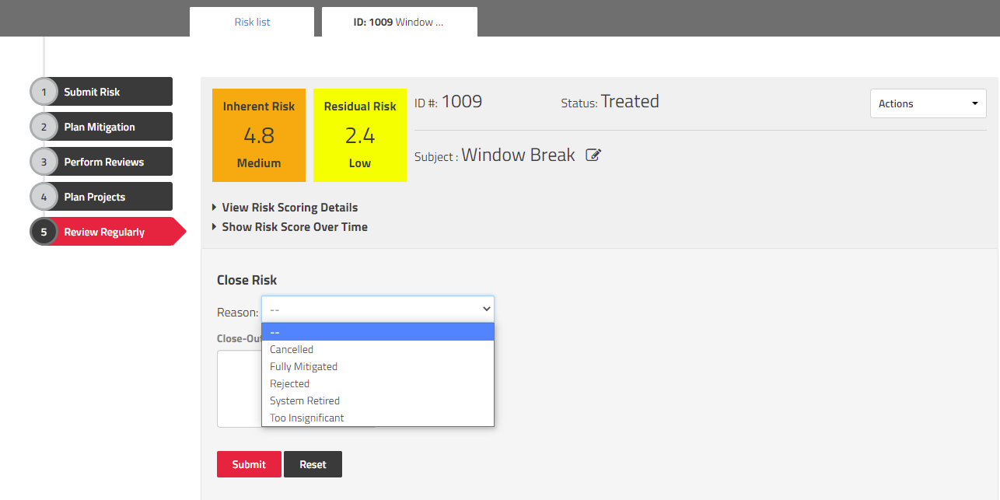 Risk list
ID: 1009 Window ...
1 Submit Risk
2 Plan Mitigation
3 Perform Reviews
4 Plan Projects
5 Review Regularly
Inherent Risk
4.8
Medium
Residual Risk
2.4
Low
ID #: 1009
Status: Treated
Actions
Subject : Window Break
View Risk Scoring Details
Show Risk Score Over Time
Close Risk
Reason: --
Close-Out
--
Cancelled
Fully Mitigated
Rejected
System Retired
Too Insignificant
Submit
Reset